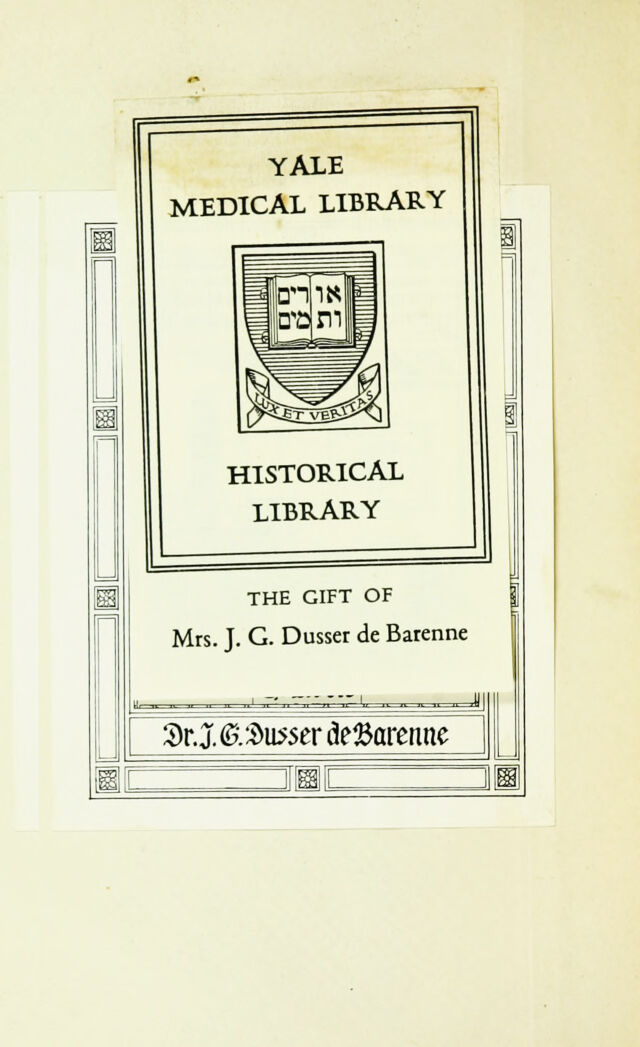 YALE
MEDICAL LIBRARY
אורים
ותמים
LUX ET VERITAS
HISTORICAL
LIBRARY
THE GIFT OF
Mrs. J. G. Dusser de Barenne
Dr. J. G. Dusser de Barenne